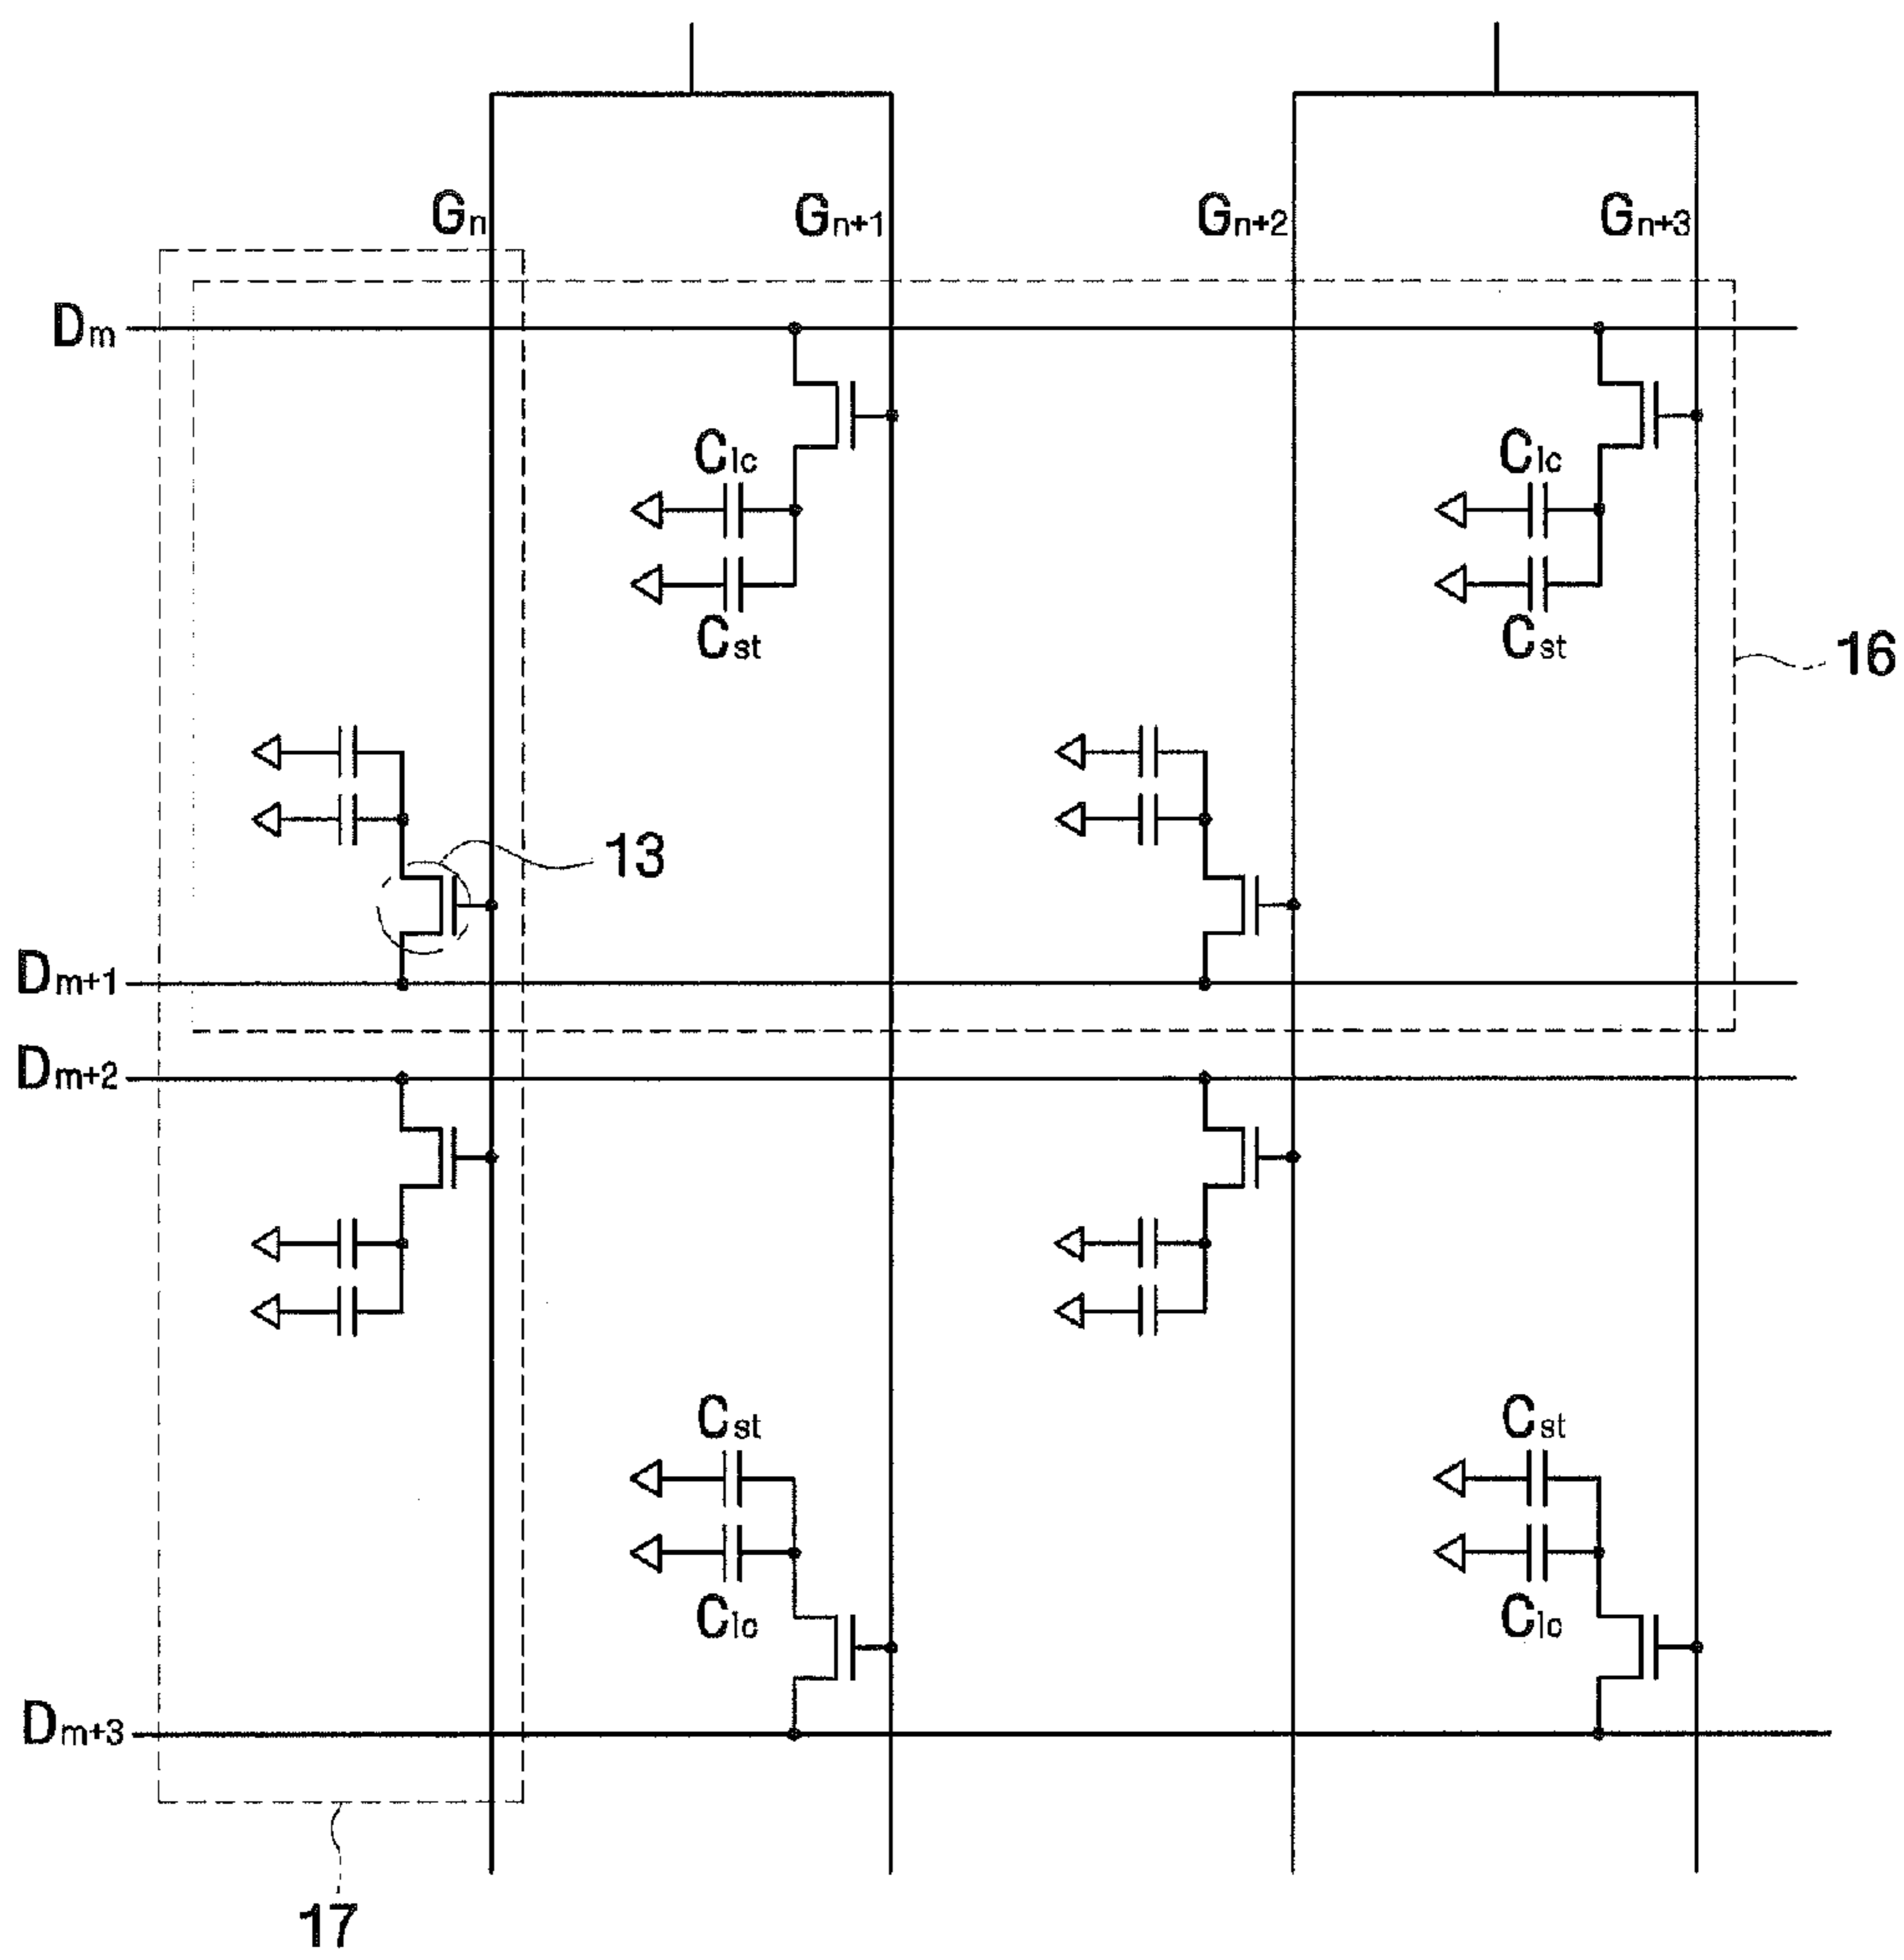 Gn Gn+1 Gn+2 Gn+3
Dm
Clc Clc
Cst Cst
16
13
Dm+1
Dm+2
Cst Cst
Clc Clc
Dm+3
17